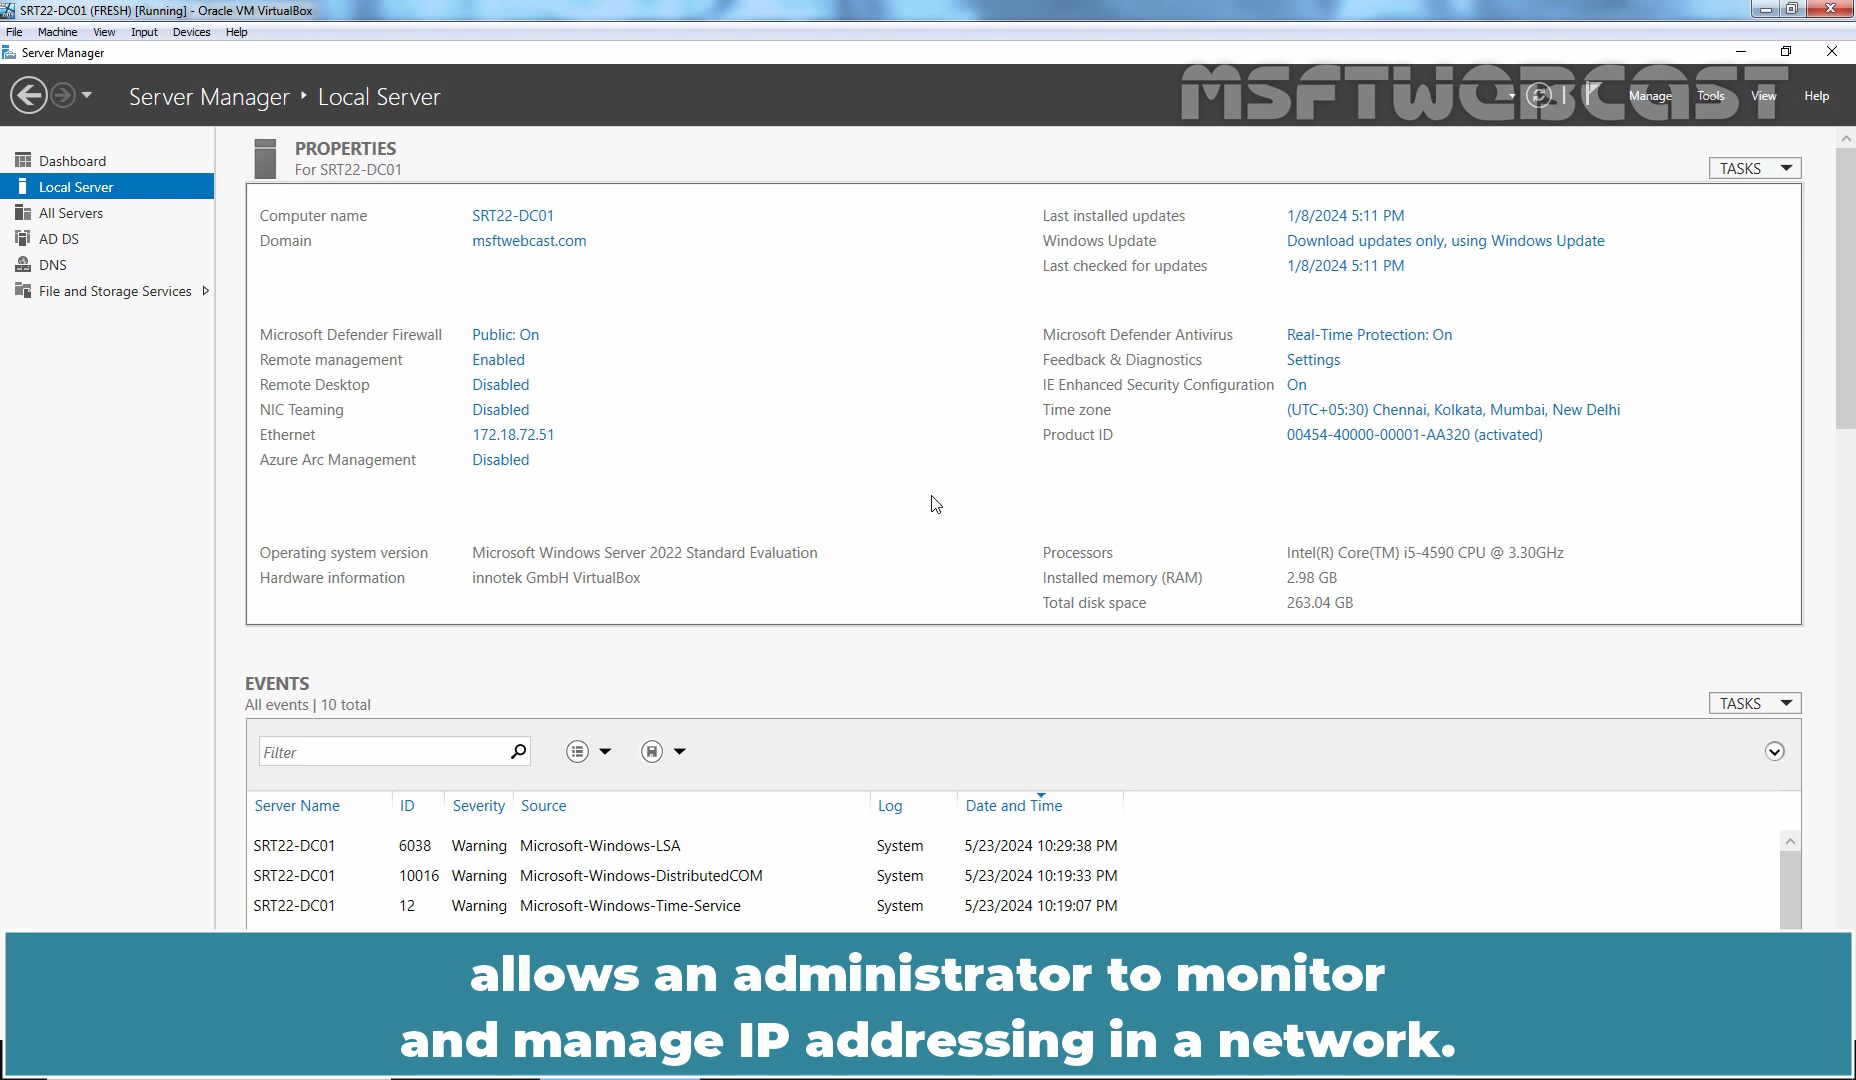 SRT22-DC01 (FRESH) [Running] - Oracle VM VirtualBox
File Machine View Input Devices Help
Server Manager
Server Manager ‣ Local Server
MSFTWEBCAST
Manage Tools View Help
Dashboard
Local Server
All Servers
AD DS
DNS
File and Storage Services
PROPERTIES
For SRT22-DC01
TASKS
Computer name SRT22-DC01
Domain msftwebcast.com
Last installed updates 1/8/2024 5:11 PM
Windows Update Download updates only, using Windows Update
Last checked for updates 1/8/2024 5:11 PM
Microsoft Defender Firewall Public: On
Remote management Enabled
Remote Desktop Disabled
NIC Teaming Disabled
Ethernet 172.18.72.51
Azure Arc Management Disabled
Microsoft Defender Antivirus Real-Time Protection: On
Feedback & Diagnostics Settings
IE Enhanced Security Configuration On
Time zone (UTC+05:30) Chennai, Kolkata, Mumbai, New Delhi
Product ID 00454-40000-00001-AA320 (activated)
Operating system version Microsoft Windows Server 2022 Standard Evaluation
Hardware information innotek GmbH VirtualBox
Processors Intel(R) Core(TM) i5-4590 CPU @ 3.30GHz
Installed memory (RAM) 2.98 GB
Total disk space 263.04 GB
EVENTS
All events | 10 total
TASKS
Filter
Server Name ID Severity Source Log Date and Time
SRT22-DC01 6038 Warning Microsoft-Windows-LSA System 5/23/2024 10:29:38 PM
SRT22-DC01 10016 Warning Microsoft-Windows-DistributedCOM System 5/23/2024 10:19:33 PM
SRT22-DC01 12 Warning Microsoft-Windows-Time-Service System 5/23/2024 10:19:07 PM
allows an administrator to monitor
and manage IP addressing in a network.